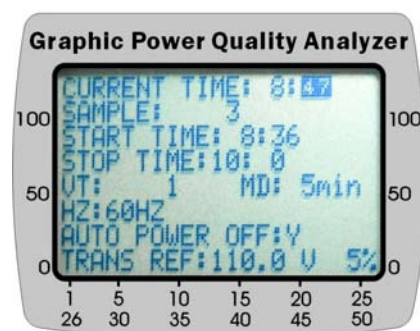 Graphic Power Quality Analyzer
CURRENT TIME: 8:47
SAMPLE: 3
START TIME: 8:36
STOP TIME:10: 0
VT: 1 MD: 5min
HZ:60HZ
AUTO POWER OFF:Y
TRANS REF:110.0 V 5%
100 100
50 50
0 0
1 5 10 15 20 25
26 30 35 40 45 50